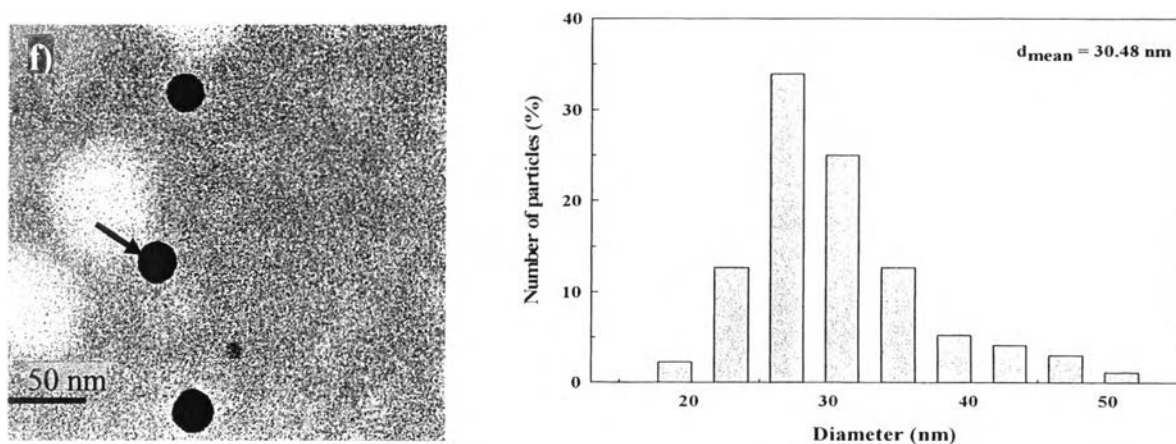 f)
50 nm
40
30
20
10
0
Number of particles (%)
dmean = 30.48 nm
20 30 40 50
Diameter (nm)